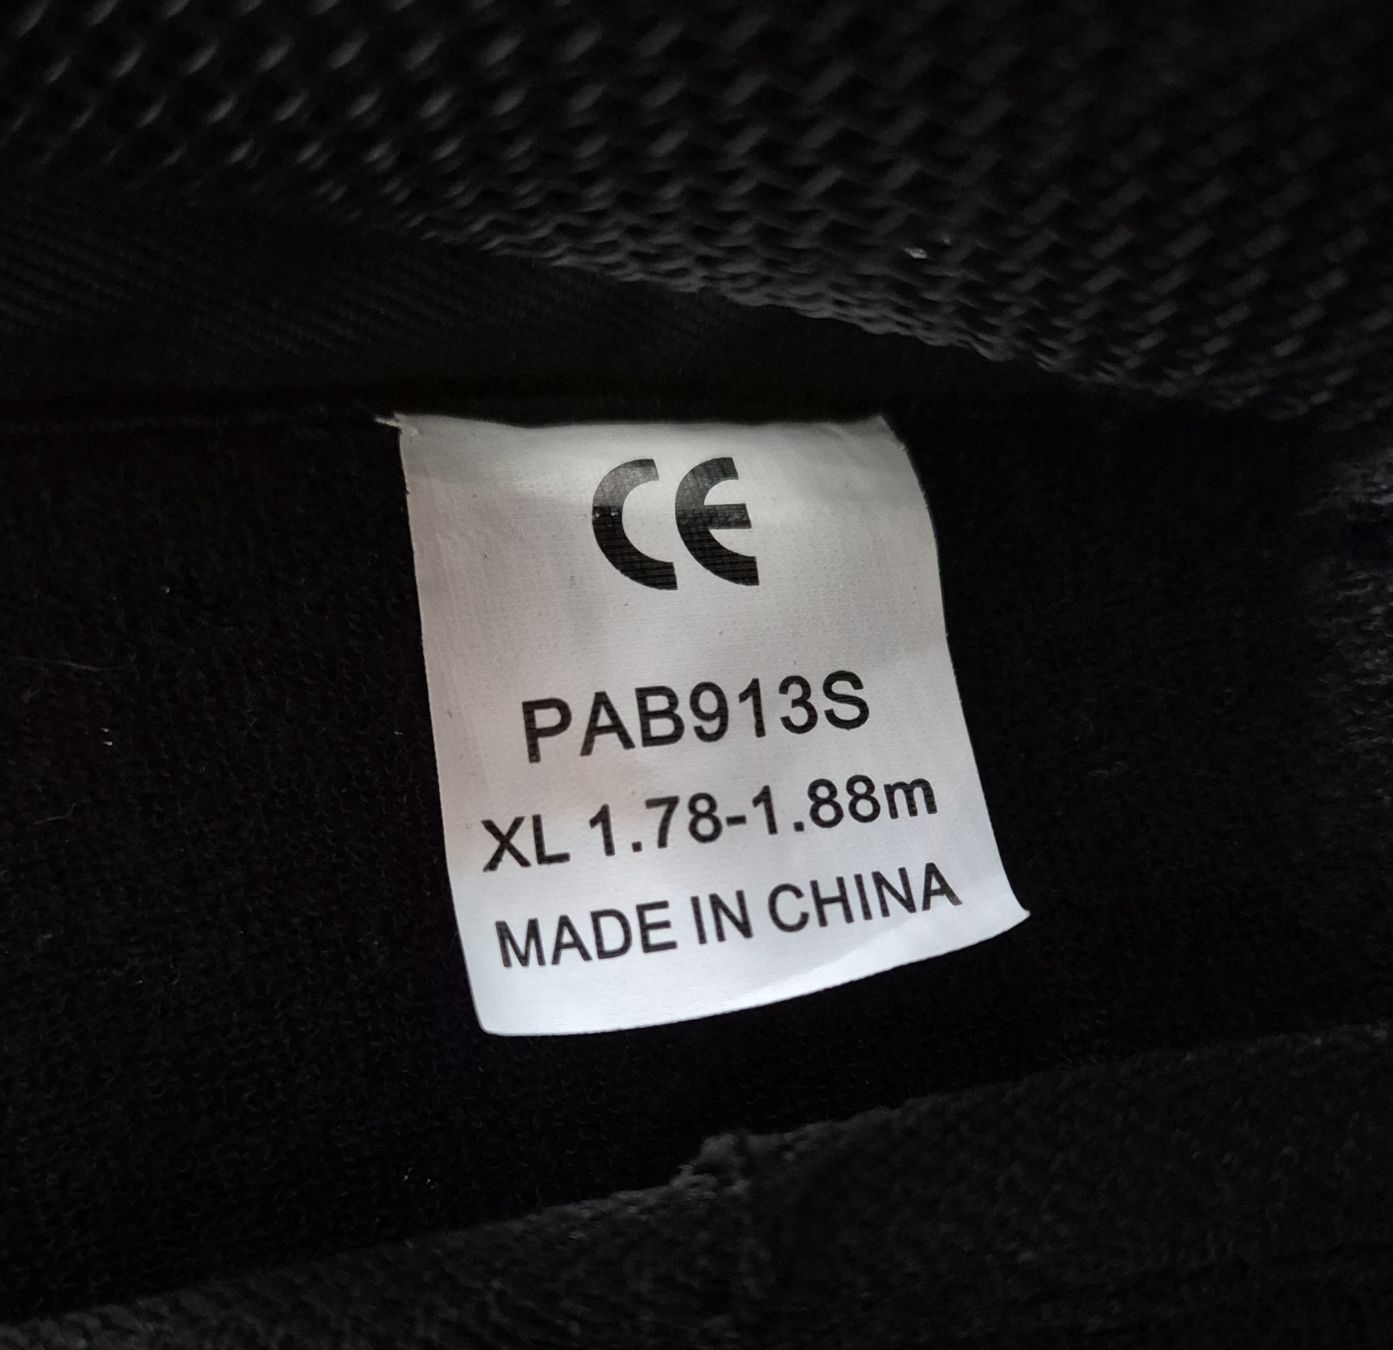 CE
PAB913S
XL 1.78-1.88m
MADE IN CHINA